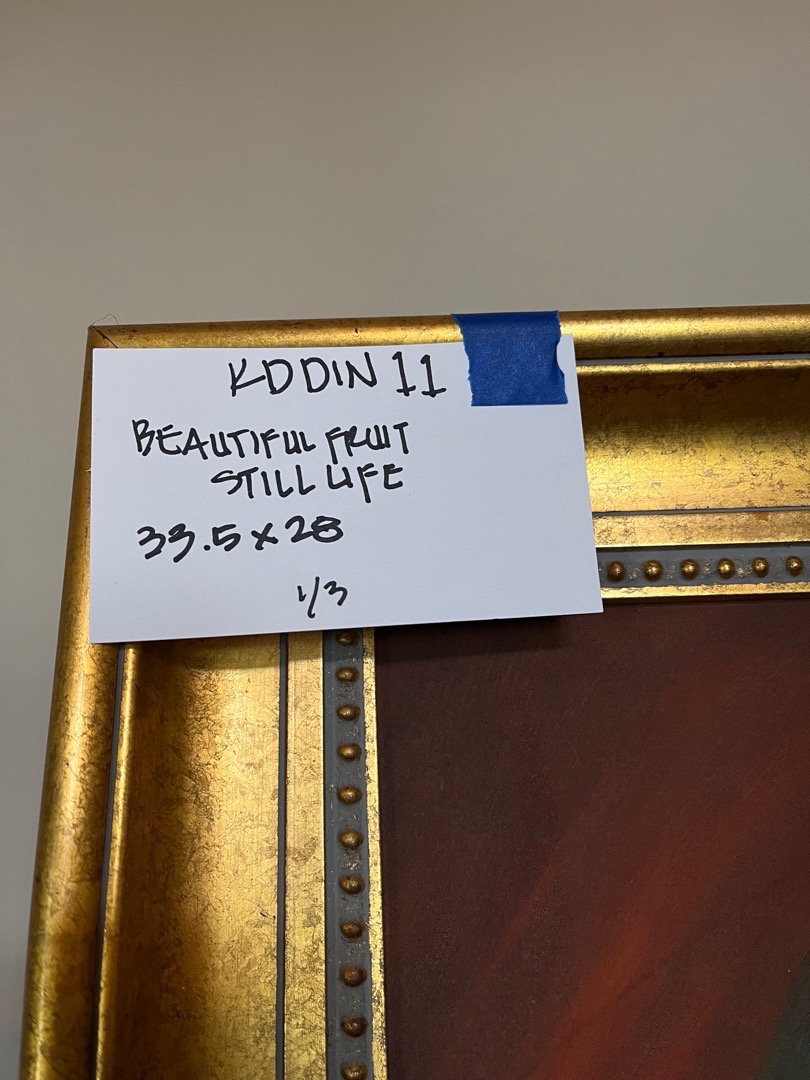 KDDIN 11
BEAUTIFUL FRUIT
STILL LIFE
33.5 x 28
1/3